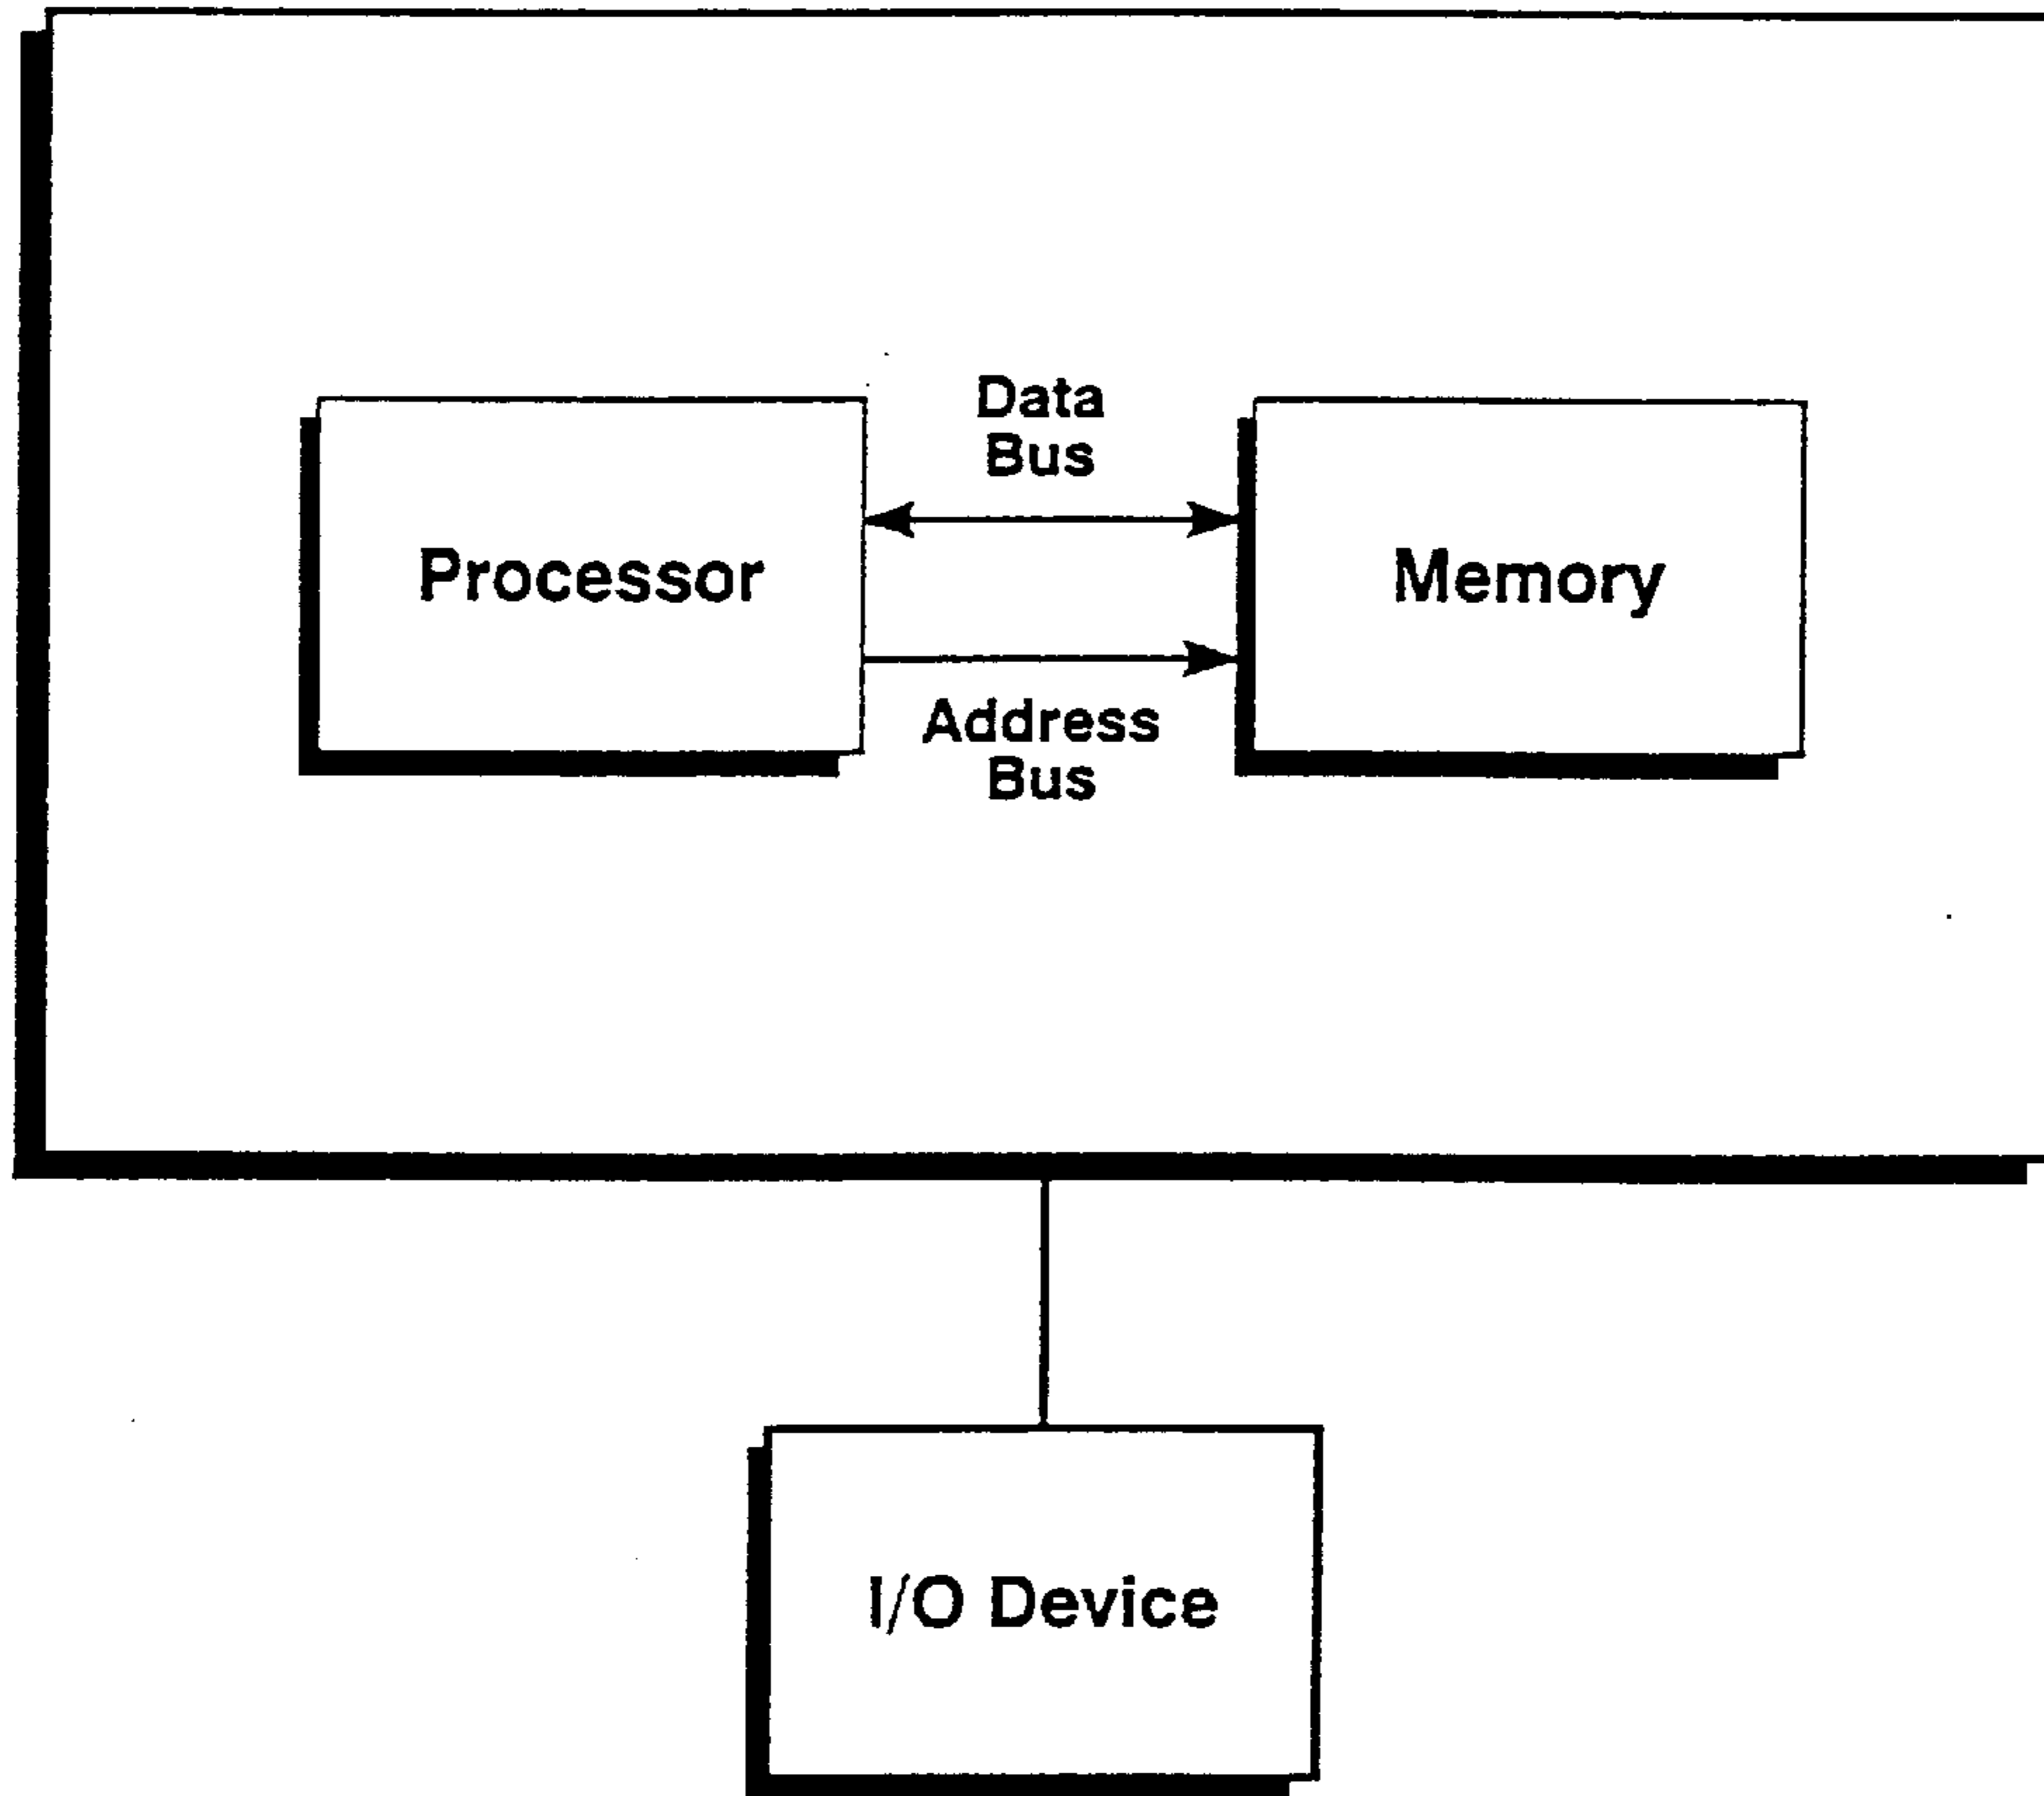 Data
Bus
Processor
Memory
Address
Bus
I/O Device